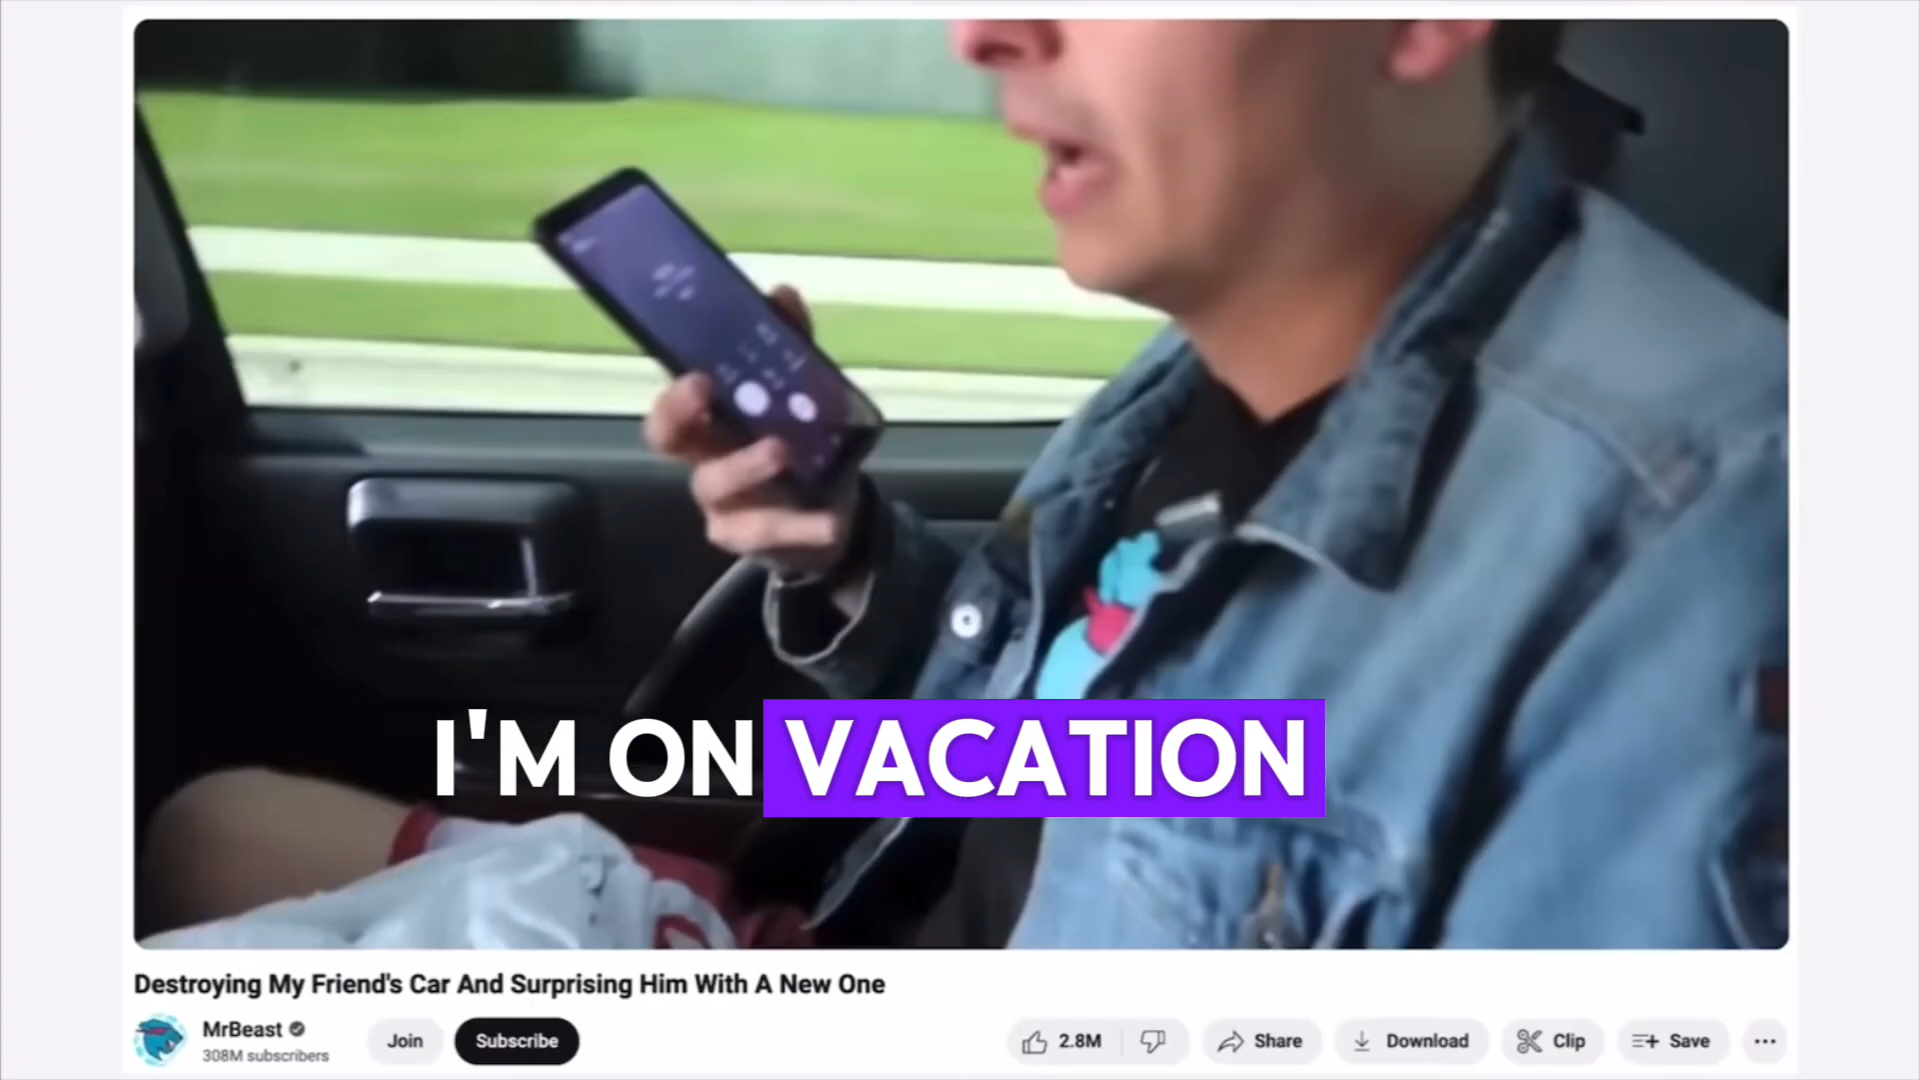 I'M ON VACATION
Destroying My Friend's Car And Surprising Him With A New One
MrBeast
308M subscribers
Join
Subscribe
2.8M
Share
Download
Clip
Save